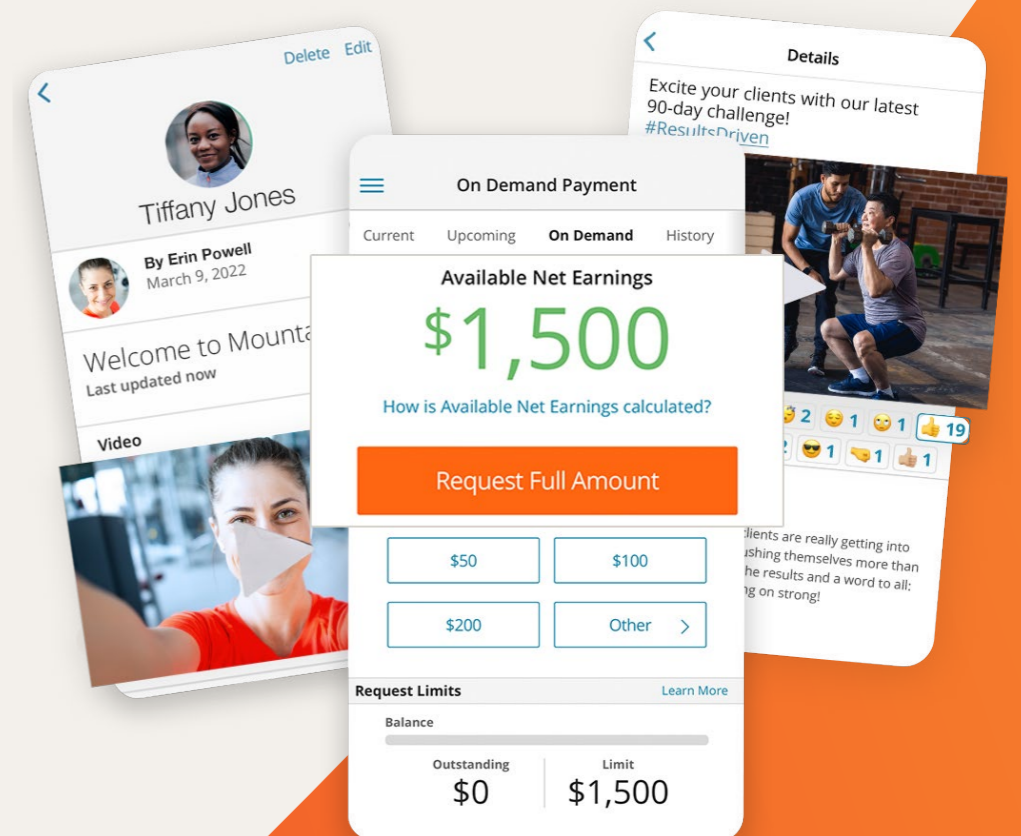 Delete Edit
Tiffany Jones
By Erin Powell
March 9, 2022
Welcome to
Last updated now
Video
On Demand Payment
Current Upcoming On Demand History
Available Net Earnings
$1,500
How is Available Net Earnings calculated?
Request Full Amount
$50 $100
$200 Other
Request Limits Learn More
Balance
Outstanding Limit
$0 $1,500
Details
Excite your clients with our latest
90-day challenge!
#ResultsDriven
2 1 1 19
1 1 1
clients are really getting into
themselves more than
the results and a word to all:
on strong!